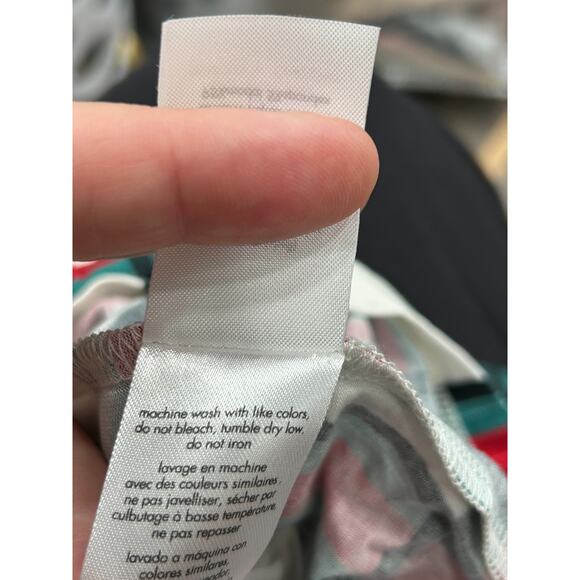 machine wash with like colors,
do not bleach, tumble dry low.
do not iron
lavage en machine
avec des couleurs similaires.
ne pas javelliser, sécher par
culbutage à basse température,
ne pas repasser
lavado a máquina con
colores similares,